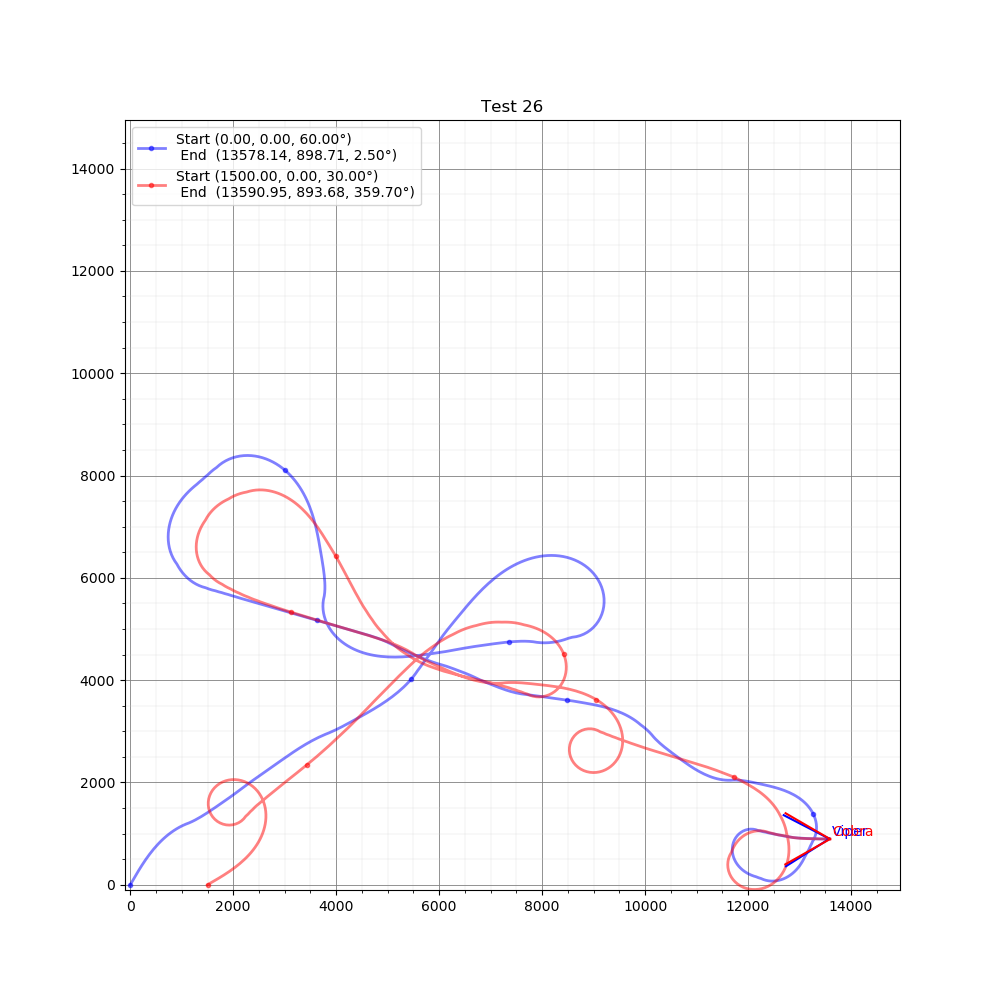 Test 26
Start (0.00, 0.00, 60.00°)
End (13578.14, 898.71, 2.50°)
Start (1500.00, 0.00, 30.00°)
End (13590.95, 893.68, 359.70°)
14000
12000
10000
8000
6000
4000
2000
0
0 2000 4000 6000 8000 10000 12000 14000